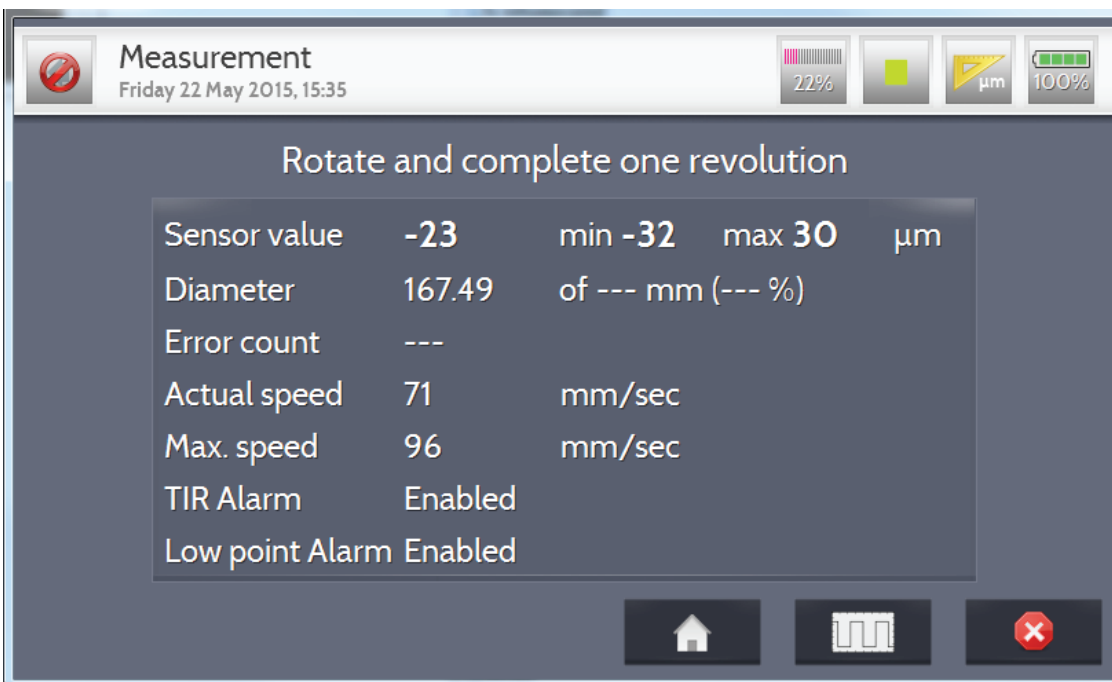 Measurement
Friday 22 May 2015, 15:35
22%
µm
100%
Rotate and complete one revolution
Sensor value -23 min -32 max 30 µm
Diameter 167.49 of --- mm (--- %)
Error count ---
Actual speed 71 mm/sec
Max. speed 96 mm/sec
TIR Alarm Enabled
Low point Alarm Enabled